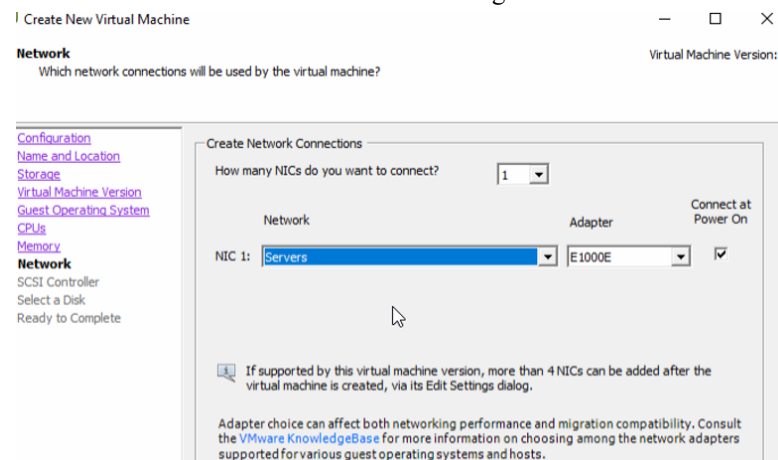 Create New Virtual Machine
Network
Virtual Machine Version:
Which network connections will be used by the virtual machine?
Configuration
Name and Location
Storage
Virtual Machine Version
Guest Operating System
CPUs
Memory
Network
SCSI Controller
Select a Disk
Ready to Complete
Create Network Connections
How many NICs do you want to connect?
1
Network
Adapter
Connect at
Power On
NIC 1:
Servers
E1000E
If supported by this virtual machine version, more than 4 NICs can be added after the
virtual machine is created, via its Edit Settings dialog.
Adapter choice can affect both networking performance and migration compatibility. Consult
the VMware KnowledgeBase for more information on choosing among the network adapters
supported for various guest operating systems and hosts.